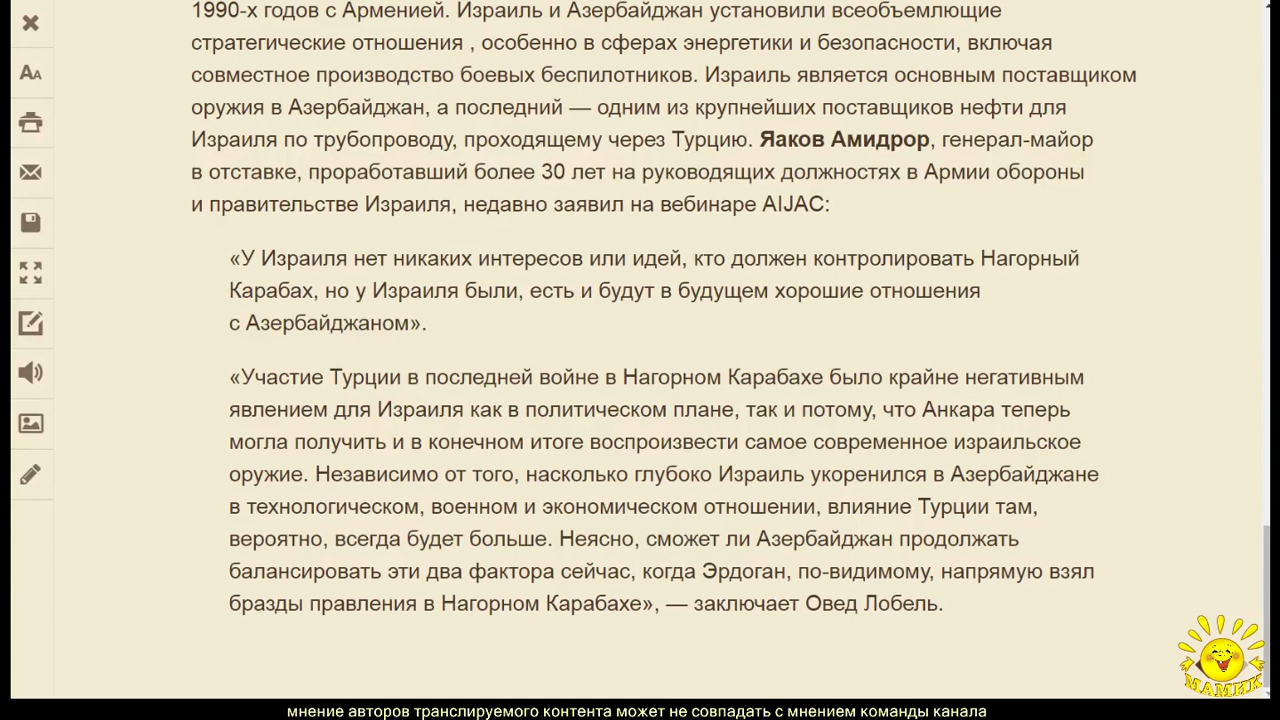 1990-х годов с Арменией. Израиль и Азербайджан установили всеобъемлющие
стратегические отношения , особенно в сферах энергетики и безопасности, включая
совместное производство боевых беспилотников. Израиль является основным поставщиком
оружия в Азербайджан, а последний — одним из крупнейших поставщиков нефти для
Израиля по трубопроводу, проходящему через Турцию. Яаков Амидрор, генерал-майор
в отставке, проработавший более 30 лет на руководящих должностях в Армии обороны
и правительстве Израиля, недавно заявил на вебинаре AIJAC:
«У Израиля нет никаких интересов или идей, кто должен контролировать Нагорный
Карабах, но у Израиля были, есть и будут в будущем хорошие отношения
с Азербайджаном».
«Участие Турции в последней войне в Нагорном Карабахе было крайне негативным
явлением для Израиля как в политическом плане, так и потому, что Анкара теперь
могла получить и в конечном итоге воспроизвести самое современное израильское
оружие. Независимо от того, насколько глубоко Израиль укоренился в Азербайджане
в технологическом, военном и экономическом отношении, влияние Турции там,
вероятно, всегда будет больше. Неясно, сможет ли Азербайджан продолжать
балансировать эти два фактора сейчас, когда Эрдоган, по-видимому, напрямую взял
бразды правления в Нагорном Карабахе», — заключает Овед Лобель.
МАМИК
мнение авторов транслируемого контента может не совпадать с мнением команды канала